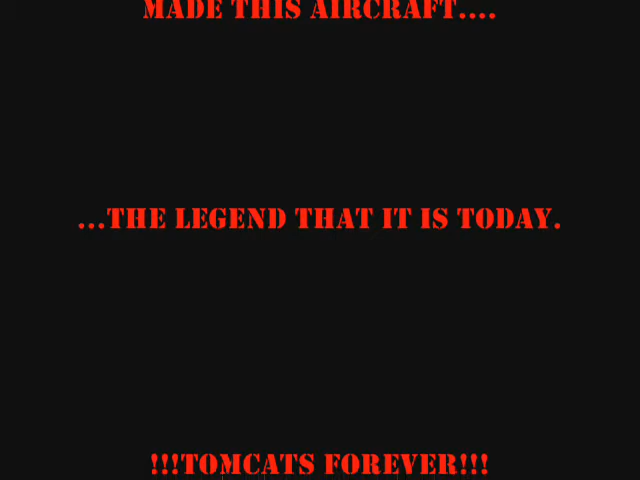 MADE THIS AIRCRAFT....
...THE LEGEND THAT IT IS TODAY.
!!!TOMCATS FOREVER!!!